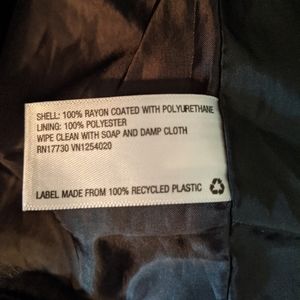 SHELL: 100% RAYON COATED WITH POLYURETHANE
LINING: 100% POLYESTER
WIPE CLEAN WITH SOAP AND DAMP CLOTH
RN17730 VN1254020
LABEL MADE FROM 100% RECYCLED PLASTIC